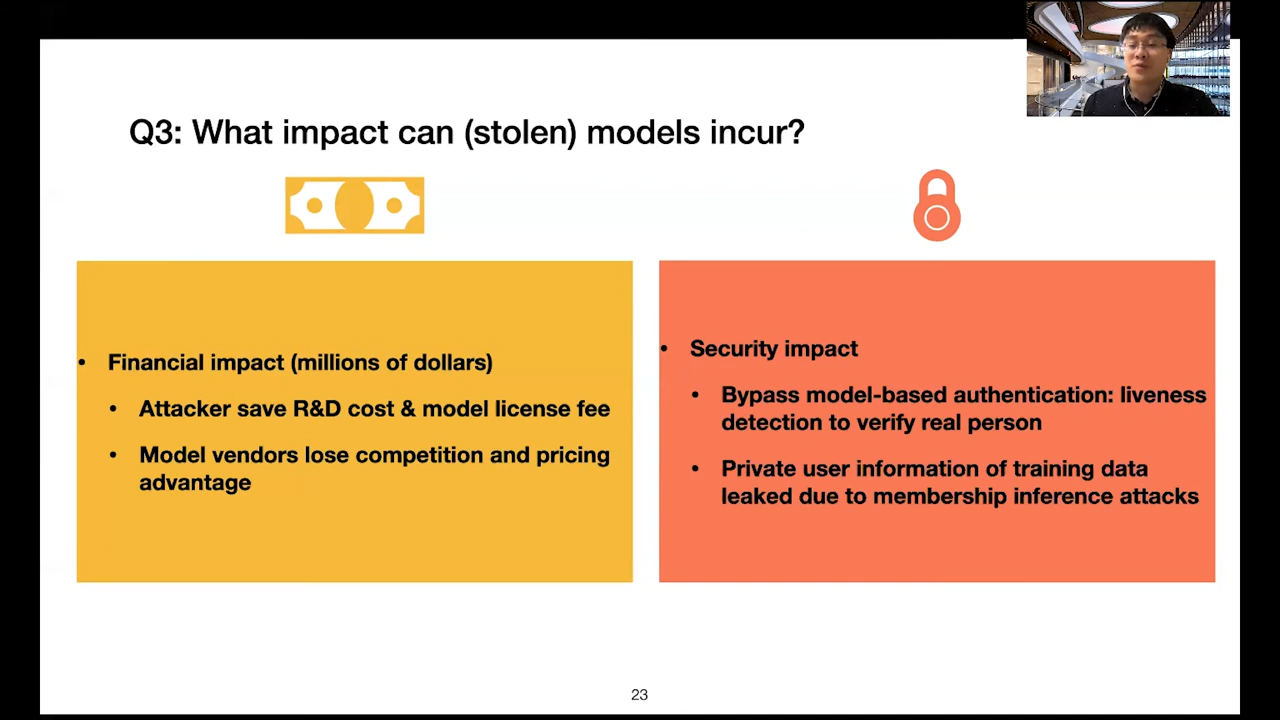 Q3: What impact can (stolen) models incur?
• Financial impact (millions of dollars)
• Attacker save R&D cost & model license fee
• Model vendors lose competition and pricing
advantage
• Security impact
• Bypass model-based authentication: liveness
detection to verify real person
• Private user information of training data
leaked due to membership inference attacks
23